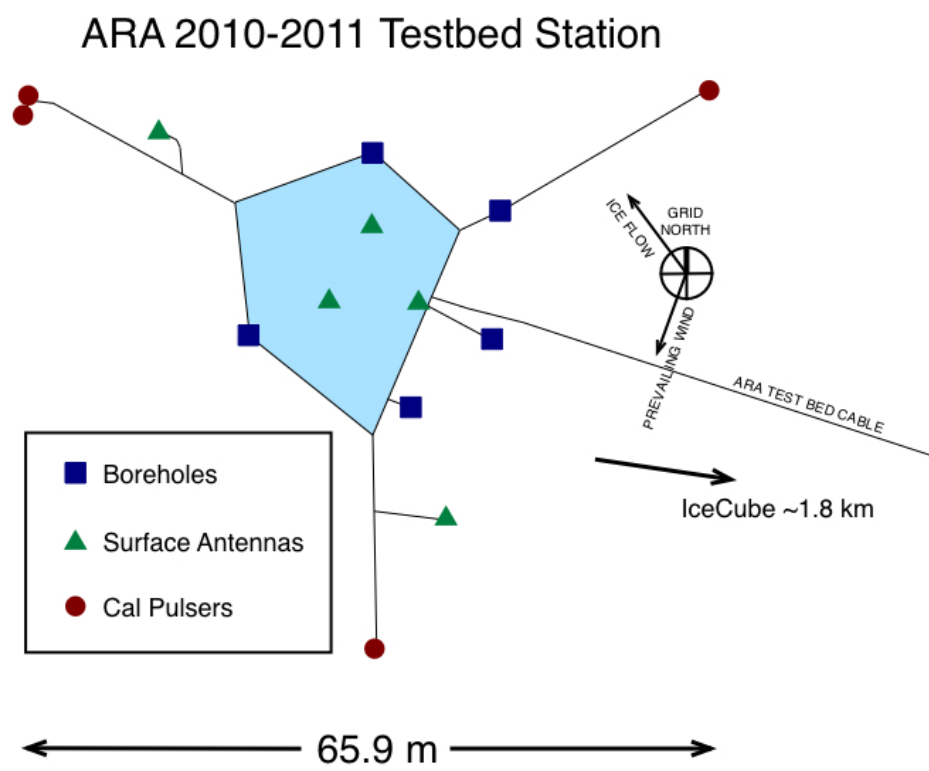 ARA 2010-2011 Testbed Station
ICE FLOW
GRID
NORTH
PREVAILING WIND
ARA TEST BED CABLE
IceCube ~1.8 km
Boreholes
Surface Antennas
Cal Pulsers
65.9 m